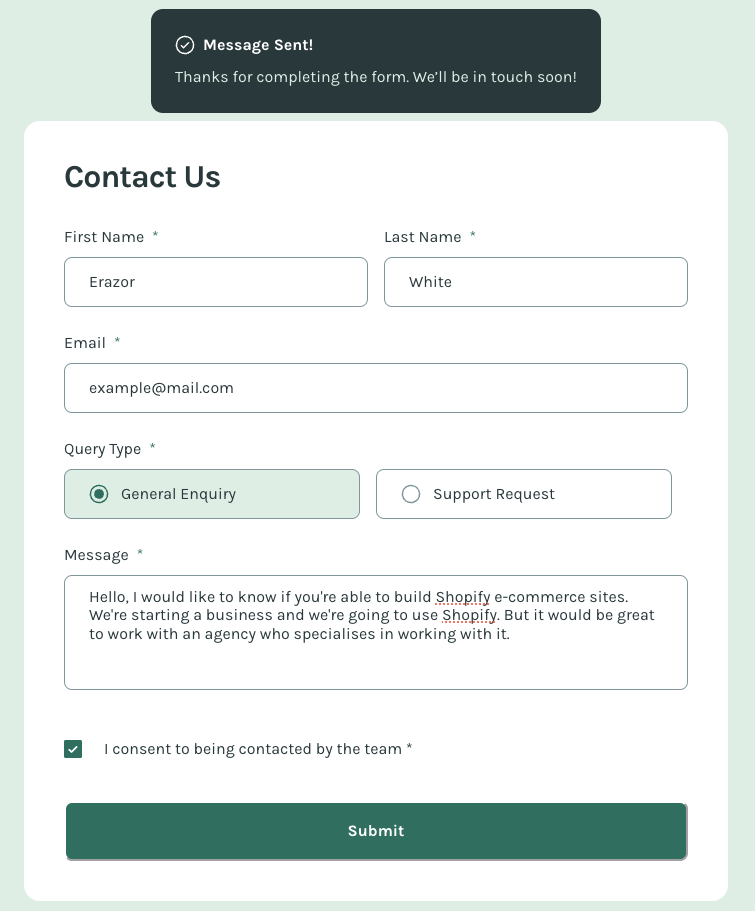 Message Sent!
Thanks for completing the form. We’ll be in touch soon!
Contact Us
First Name *
Last Name *
Erazor
White
Email *
example@mail.com
Query Type *
General Enquiry
Support Request
Message *
Hello, I would like to know if you're able to build Shopify e-commerce sites.
We're starting a business and we're going to use Shopify. But it would be great
to work with an agency who specialises in working with it.
I consent to being contacted by the team *
Submit